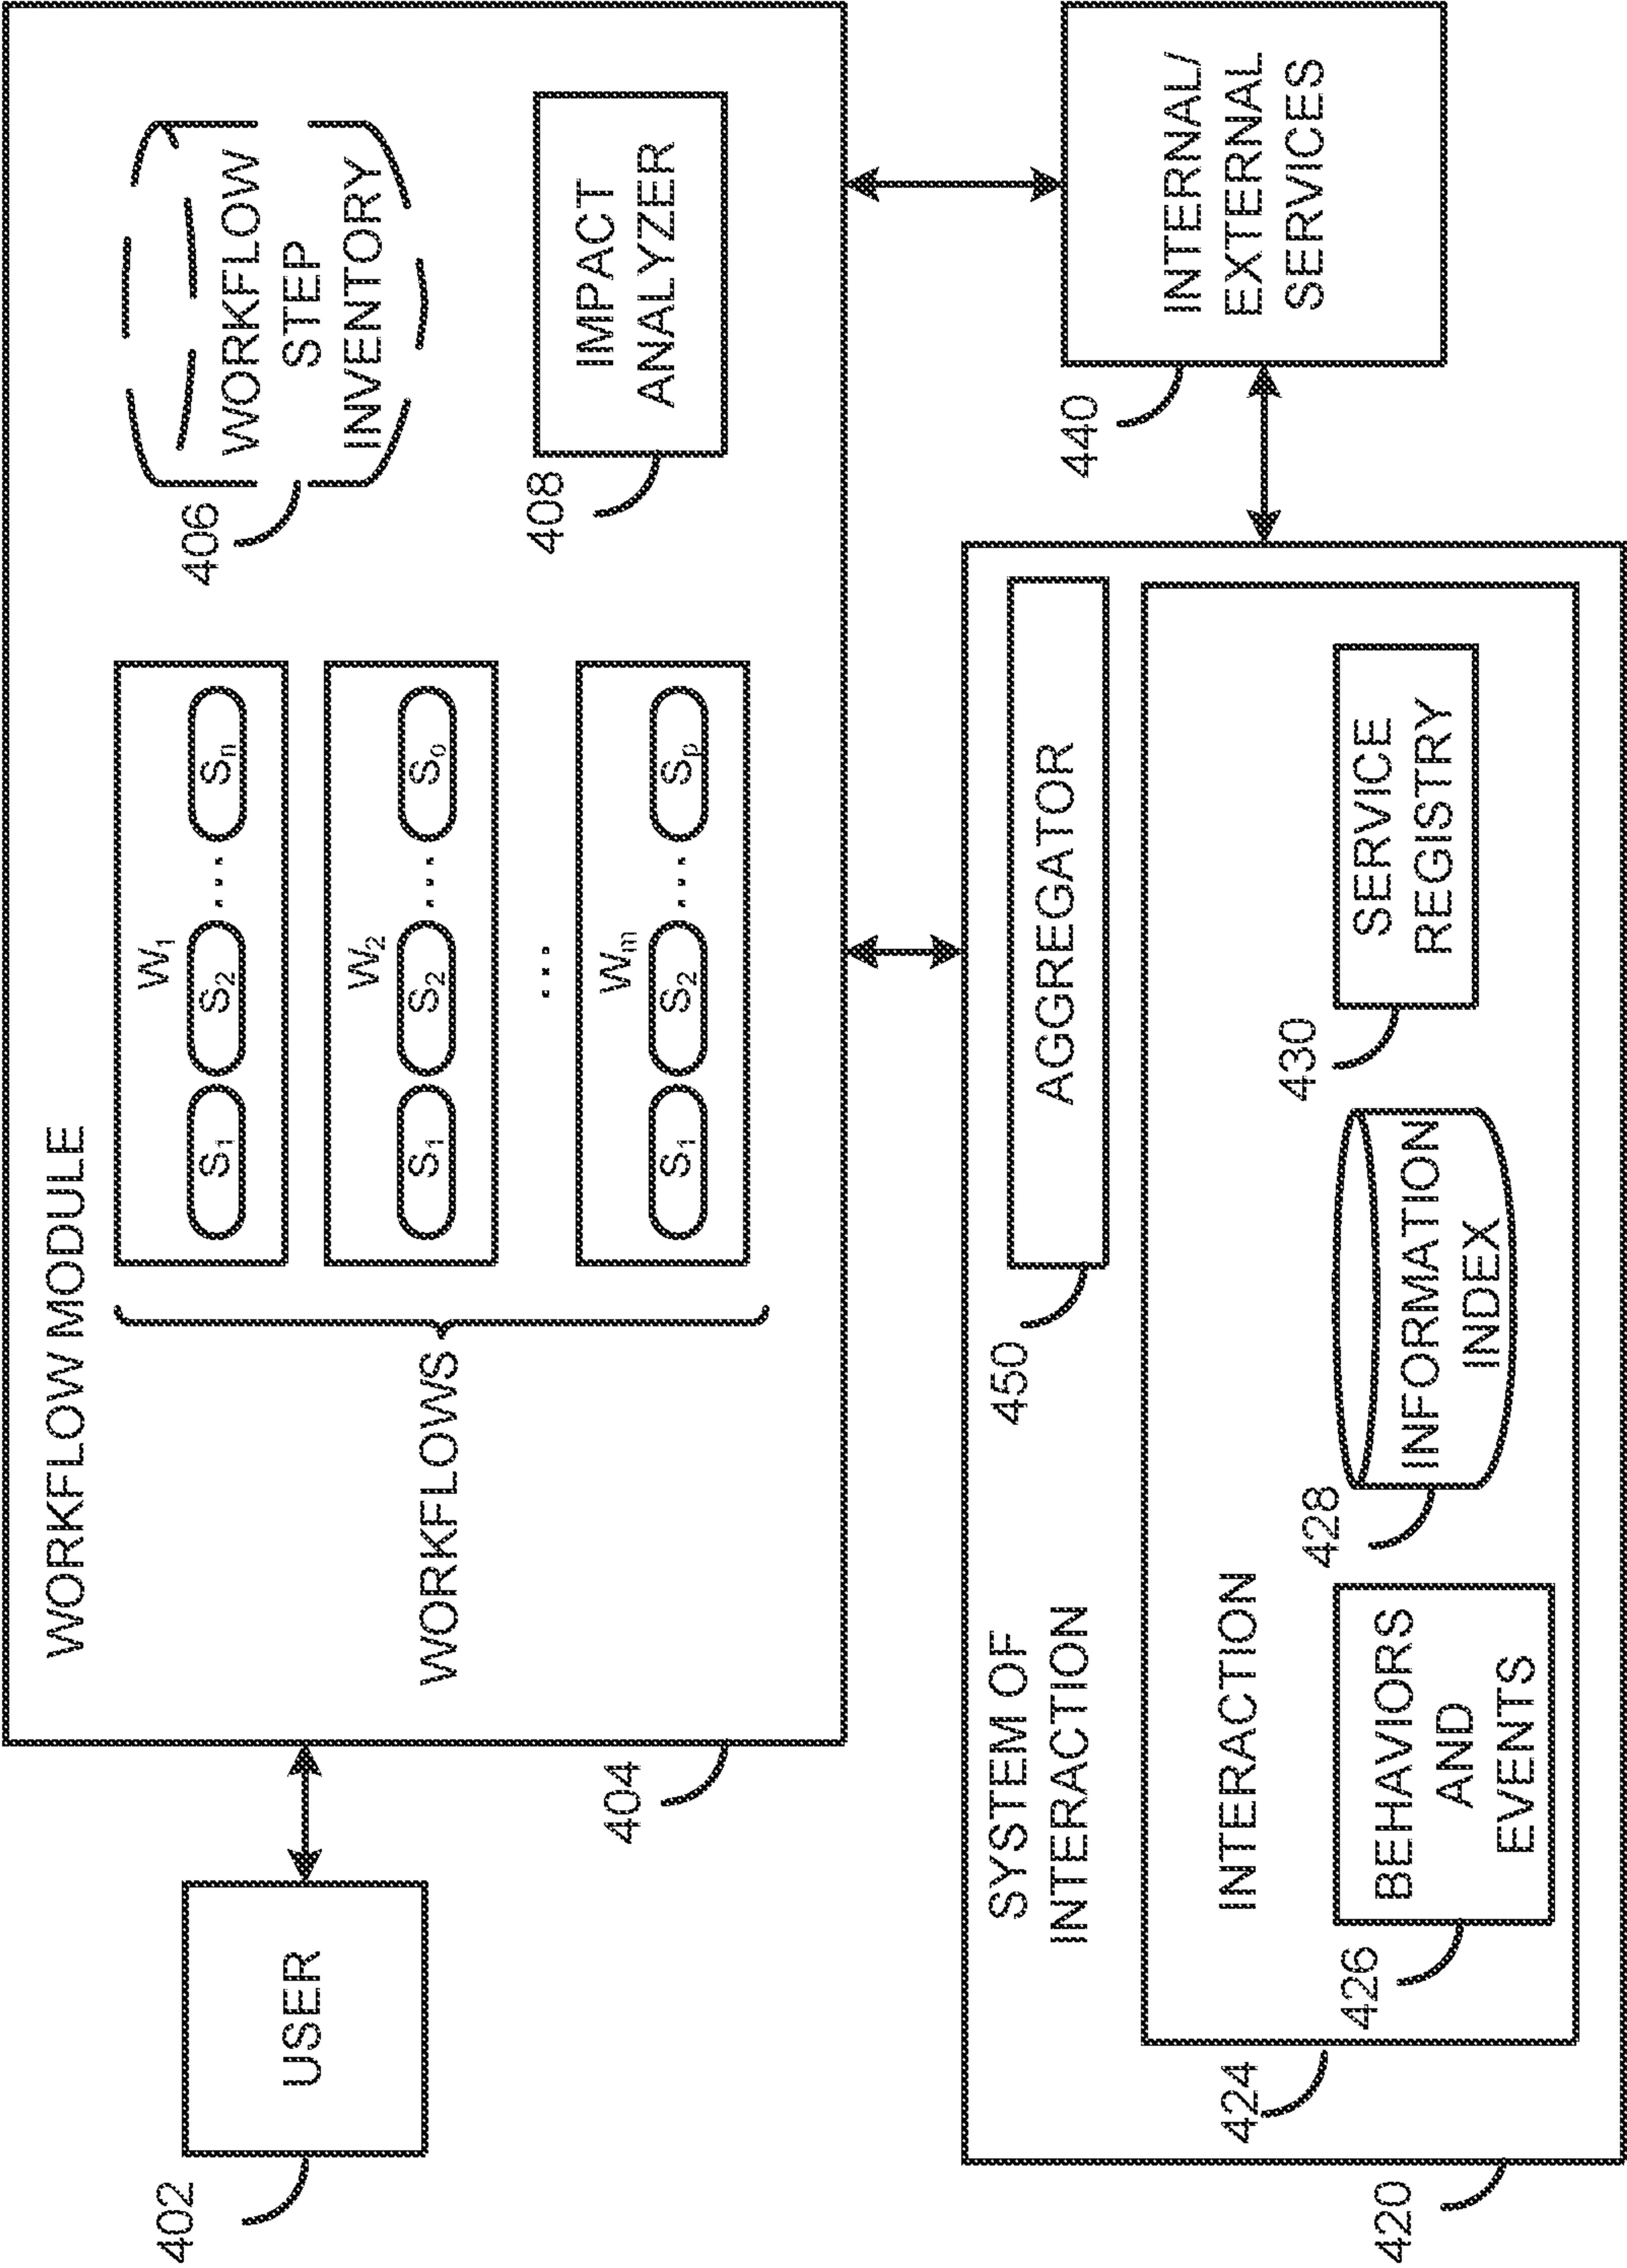 402
USER
404
WORKFLOW MODULE
WORKFLOWS
W1
S1 S2 ... Sn
W2
S1 S2 ... So
...
Wm
S1 S2 ... Sp
406
WORKFLOW
STEP
INVENTORY
408
IMPACT
ANALYZER
420
SYSTEM OF
INTERACTION
450
AGGREGATOR
424
INTERACTION
426
BEHAVIORS
AND
EVENTS
428
INFORMATION
INDEX
430
SERVICE
REGISTRY
440
INTERNAL/
EXTERNAL
SERVICES